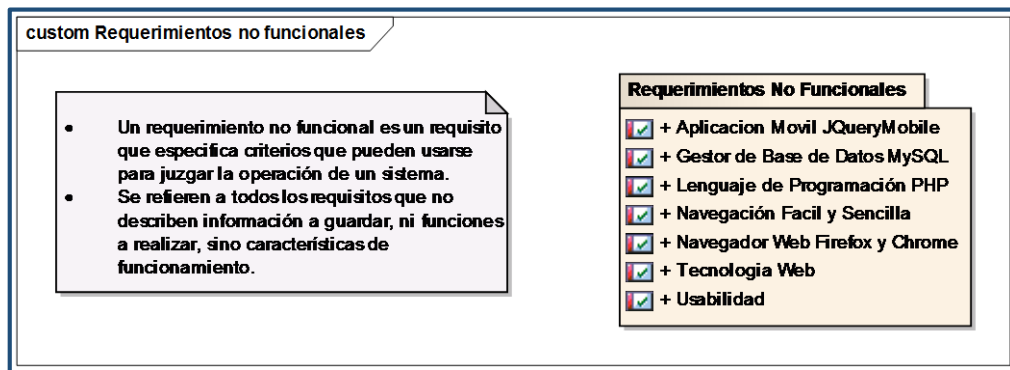 custom Requerimientos no funcionales
• Un requerimiento no funcional es un requisito
que especifica criterios que pueden usarse
para juzgar la operación de un sistema.
• Se refieren a todos los requisitos que no
describen información a guardar, ni funciones
a realizar, sino características de
funcionamiento.
Requerimientos No Funcionales
+ Aplicacion Movil JQueryMobile
+ Gestor de Base de Datos MySQL
+ Lenguaje de Programación PHP
+ Navegación Facil y Sencilla
+ Navegador Web Firefox y Chrome
+ Tecnologia Web
+ Usabilidad